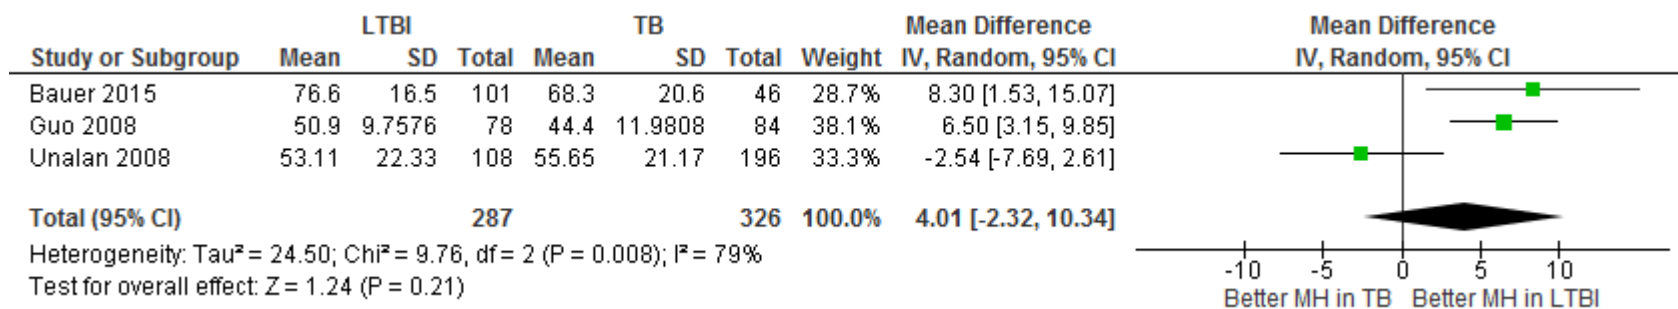 LTBI TB Mean Difference Mean Difference
Study or Subgroup Mean SD Total Mean SD Total Weight IV, Random, 95% CI IV, Random, 95% CI
Bauer 2015 76.6 16.5 101 68.3 20.6 46 28.7% 8.30 [1.53, 15.07]
Guo 2008 50.9 9.7576 78 44.4 11.9808 84 38.1% 6.50 [3.15, 9.85]
Unalan 2008 53.11 22.33 108 55.65 21.17 196 33.3% -2.54 [-7.69, 2.61]
Total (95% CI) 287 326 100.0% 4.01 [-2.32, 10.34]
Heterogeneity: Tau² = 24.50; Chi² = 9.76, df = 2 (P = 0.008); I² = 79%
Test for overall effect: Z = 1.24 (P = 0.21)
-10 -5 0 5 10
Better MH in TB Better MH in LTBI